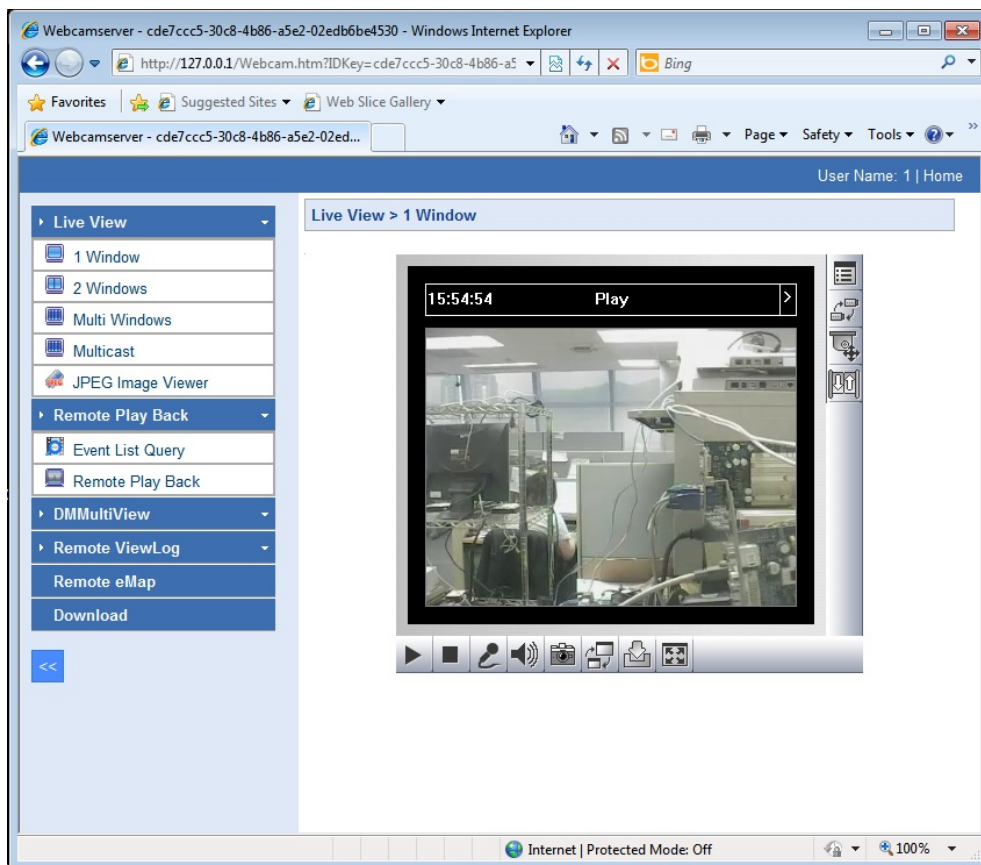 Webcamserver - cde7ccc5-30c8-4b86-a5e2-02edb6be4530 - Windows Internet Explorer
http://127.0.0.1/Webcam.htm?IDKey=cde7ccc5-30c8-4b86-a5
Bing
Favorites
Suggested Sites
Web Slice Gallery
Webcamserver - cde7ccc5-30c8-4b86-a5e2-02ed...
Page
Safety
Tools
User Name: 1 | Home
Live View
1 Window
2 Windows
Multi Windows
Multicast
JPEG Image Viewer
Remote Play Back
Event List Query
Remote Play Back
DMMultiView
Remote ViewLog
Remote eMap
Download
<<
Live View > 1 Window
15:54:54 Play >
Internet | Protected Mode: Off
100%